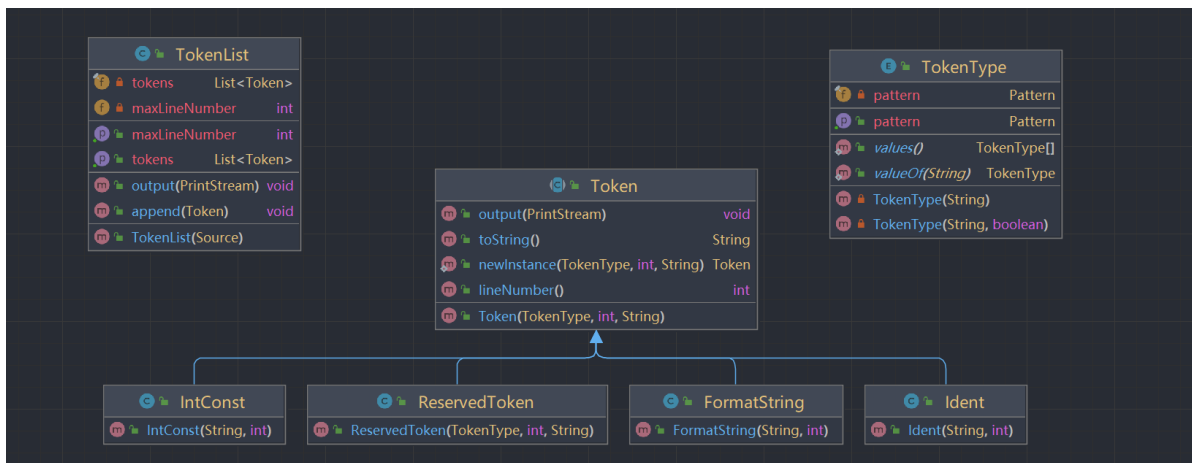 TokenList
tokens List<Token>
maxLineNumber int
maxLineNumber int
tokens List<Token>
output(PrintStream) void
append(Token) void
TokenList(Source)
TokenType
pattern Pattern
pattern Pattern
values() TokenType[]
valueOf(String) TokenType
TokenType(String)
TokenType(String, boolean)
Token
output(PrintStream) void
toString() String
newInstance(TokenType, int, String) Token
lineNumber() int
Token(TokenType, int, String)
IntConst
IntConst(String, int)
ReservedToken
ReservedToken(TokenType, int, String)
FormatString
FormatString(String, int)
Ident
Ident(String, int)